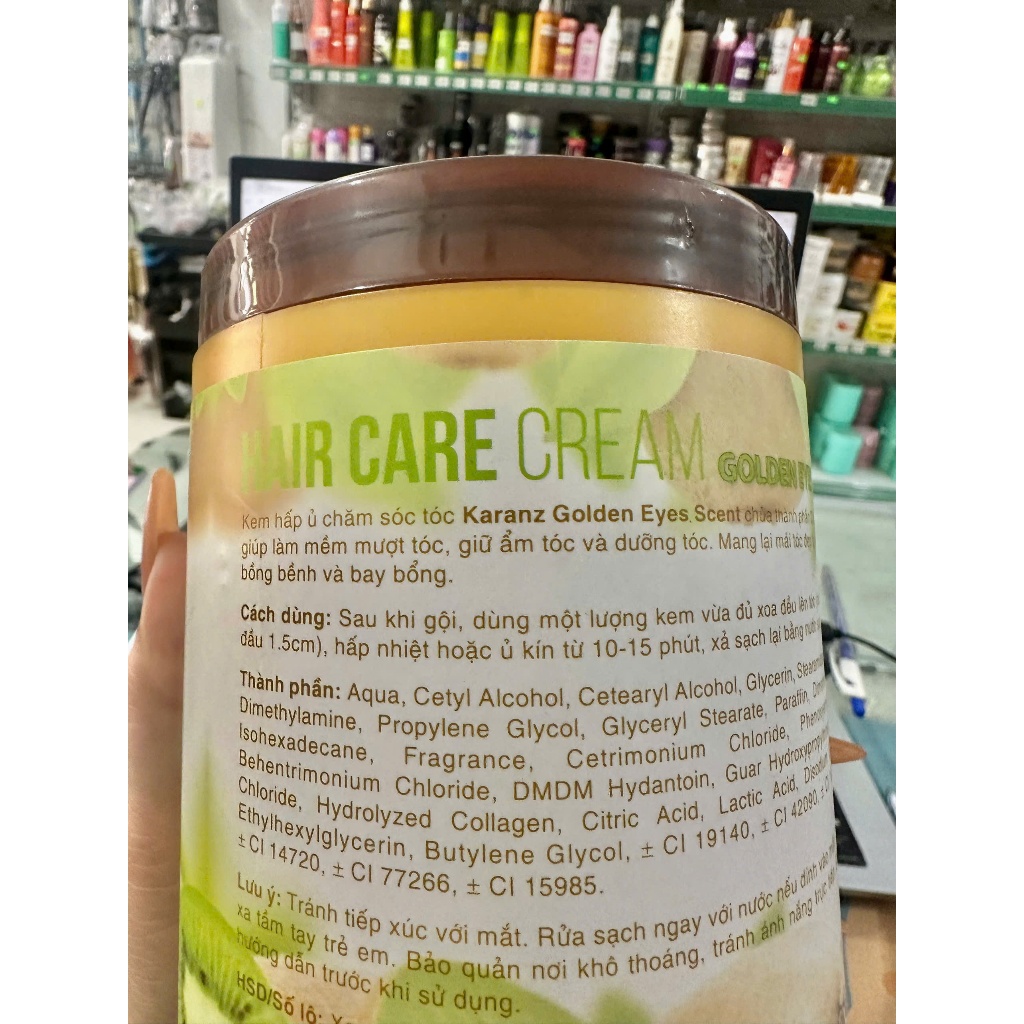 HAIR CARE CREAM GOLDEN
Kem hấp ủ chăm sóc tóc Karanz Golden Eyes Scent chứa thành phần
giúp làm mềm mượt tóc, giữ ẩm tóc và dưỡng tóc. Mang lại mái tóc đẹp
bồng bềnh và bay bổng.
Cách dùng: Sau khi gội, dùng một lượng kem vừa đủ xoa đều lên tóc
đầu 1.5cm), hấp nhiệt hoặc ủ kín từ 10-15 phút, xả sạch lại bằng nước
Thành phần: Aqua, Cetyl Alcohol, Cetearyl Alcohol, Glycerin,
Dimethylamine, Propylene Glycol, Glyceryl Stearate, Paraffin,
Isohexadecane, Fragrance, Cetrimonium Chloride,
Behentrimonium Chloride, DMDM Hydantoin, Guar
Chloride, Hydrolyzed Collagen, Citric Acid, Lactic Acid,
Ethylhexylglycerin, Butylene Glycol, ± CI 19140, ± CI 42090,
± CI 14720, ± CI 77266, ± CI 15985.
Lưu ý: Tránh tiếp xúc với mắt. Rửa sạch ngay với nước nếu dính vào
xa tầm tay trẻ em. Bảo quản nơi khô thoáng, tránh ánh nắng trực
hướng dẫn trước khi sử dụng.
HSD/Số lô: